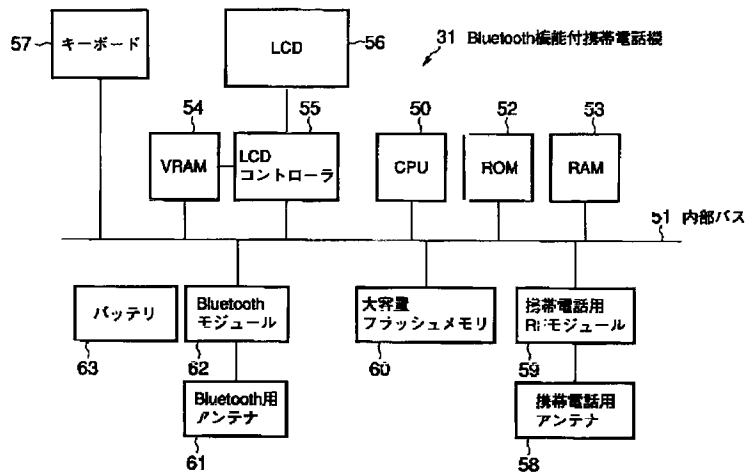 57
キーボード
LCD
56
31 Bluetooth機能付携帯電話機
54
VRAM
55
LCD
コントローラ
50
CPU
52
ROM
53
RAM
51 内部バス
バッテリ
63
Bluetooth
モジュール
62
大容量
フラッシュメモリ
60
携帯電話用
RFモジュール
59
Bluetooth用
アンテナ
61
携帯電話用
アンテナ
58